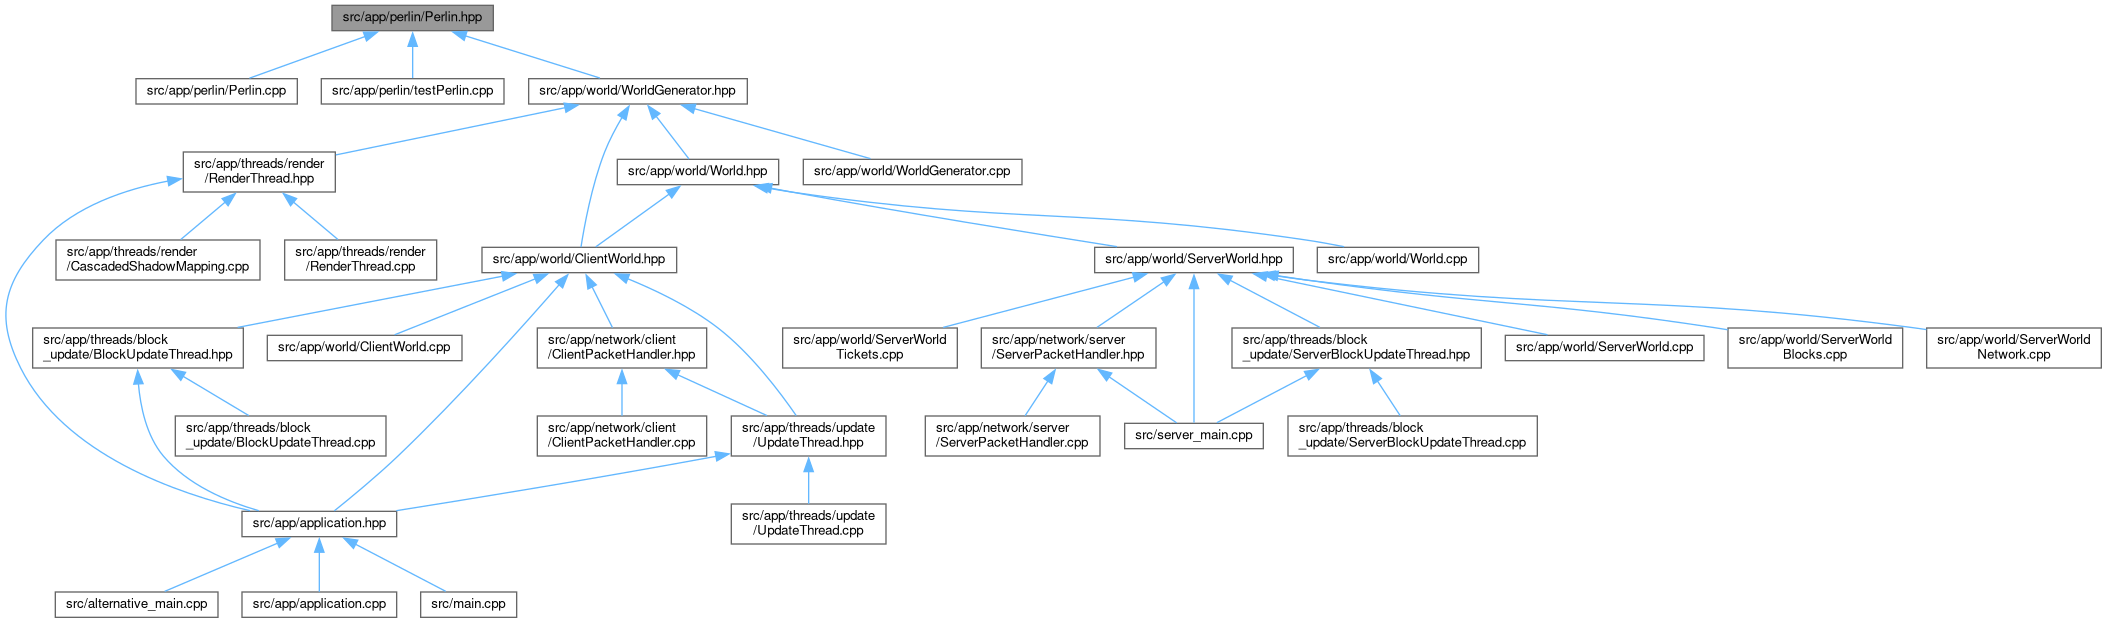 src/app/perlin/Perlin.hpp
src/app/perlin/Perlin.cpp
src/app/perlin/testPerlin.cpp
src/app/world/WorldGenerator.hpp
src/app/threads/render
/RenderThread.hpp
src/app/world/World.hpp
src/app/world/WorldGenerator.cpp
src/app/threads/render
/CascadedShadowMapping.cpp
src/app/threads/render
/RenderThread.cpp
src/app/world/ClientWorld.hpp
src/app/world/ServerWorld.hpp
src/app/world/World.cpp
src/app/threads/block
_update/BlockUpdateThread.hpp
src/app/world/ClientWorld.cpp
src/app/network/client
/ClientPacketHandler.hpp
src/app/world/ServerWorld
Tickets.cpp
src/app/network/server
/ServerPacketHandler.hpp
src/app/threads/block
_update/ServerBlockUpdateThread.hpp
src/app/world/ServerWorld.cpp
src/app/world/ServerWorld
Blocks.cpp
src/app/world/ServerWorld
Network.cpp
src/app/threads/block
_update/BlockUpdateThread.cpp
src/app/network/client
/ClientPacketHandler.cpp
src/app/threads/update
/UpdateThread.hpp
src/app/network/server
/ServerPacketHandler.cpp
src/server_main.cpp
src/app/threads/block
_update/ServerBlockUpdateThread.cpp
src/app/application.hpp
src/app/threads/update
/UpdateThread.cpp
src/alternative_main.cpp
src/app/application.cpp
src/main.cpp